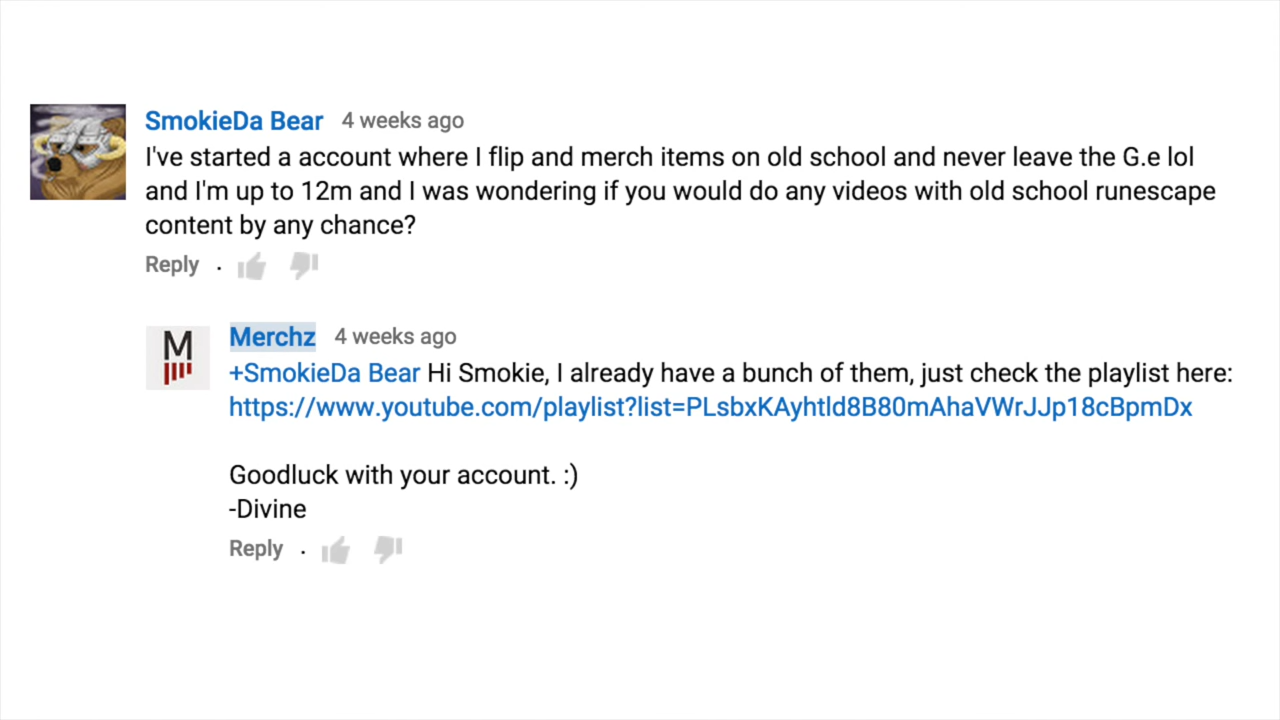 SmokieDa Bear 4 weeks ago
I've started a account where I flip and merch items on old school and never leave the G.e lol
and I'm up to 12m and I was wondering if you would do any videos with old school runescape
content by any chance?
Reply ·
M
Merchz 4 weeks ago
+SmokieDa Bear Hi Smokie, I already have a bunch of them, just check the playlist here:
https://www.youtube.com/playlist?list=PLsbxKAyhtld8B80mAhaVWrJJp18cBpmDx
Goodluck with your account. :)
-Divine
Reply ·